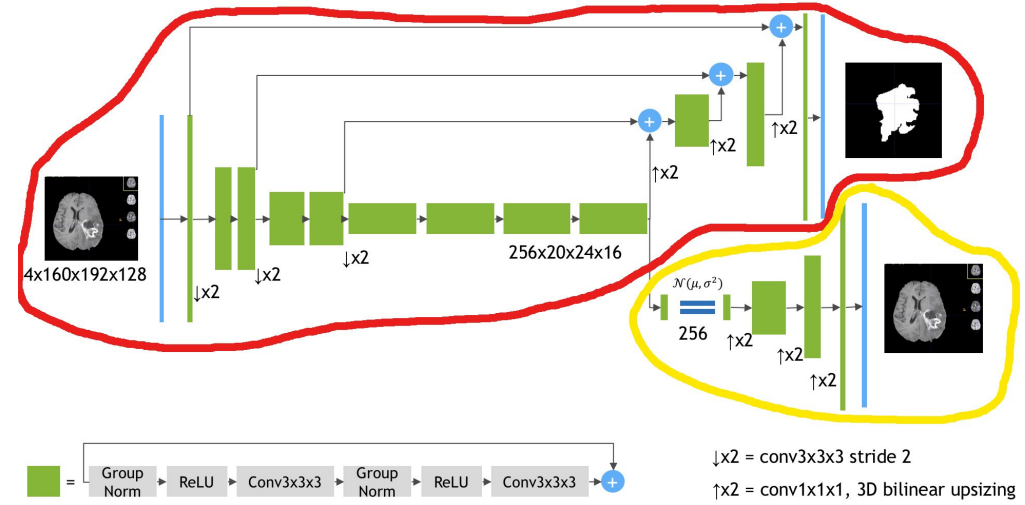 ↑x2
↑x2
↑x2
4x160x192x128
↓x2
↓x2
↓x2
256x20x24x16
N(μ,σ²)
256
↑x2
↑x2
↑x2
=
Group Norm
ReLU
Conv3x3x3
Group Norm
ReLU
Conv3x3x3
↓x2 = conv3x3x3 stride 2
↑x2 = conv1x1x1, 3D bilinear upsizing